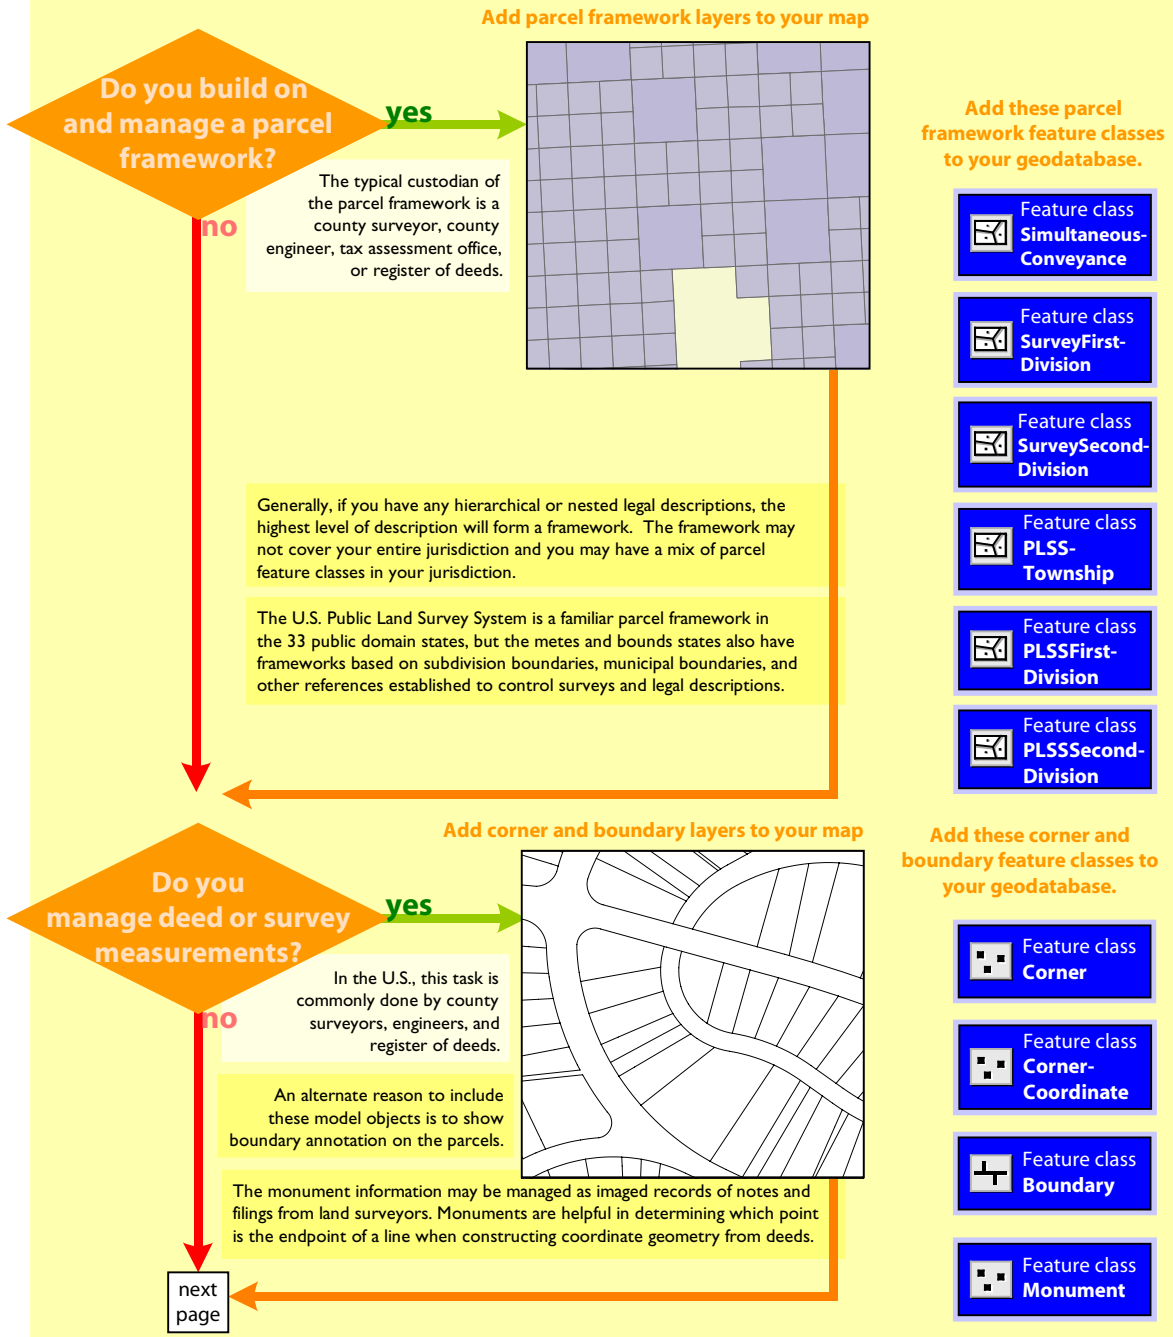 Add parcel framework layers to your map
Do you build on
and manage a parcel
framework?
yes
no
The typical custodian of
the parcel framework is a
county surveyor, county
engineer, tax assessment office,
or register of deeds.
Add these parcel
framework feature classes
to your geodatabase.
Feature class
Simultaneous-
Conveyance
Feature class
SurveyFirst-
Division
Feature class
SurveySecond-
Division
Feature class
PLSS-
Township
Feature class
PLSSFirst-
Division
Feature class
PLSSSecond-
Division
Generally, if you have any hierarchical or nested legal descriptions, the
highest level of description will form a framework. The framework may
not cover your entire jurisdiction and you may have a mix of parcel
feature classes in your jurisdiction.
The U.S. Public Land Survey System is a familiar parcel framework in
the 33 public domain states, but the metes and bounds states also have
frameworks based on subdivision boundaries, municipal boundaries, and
other references established to control surveys and legal descriptions.
Add corner and boundary layers to your map
Do you
manage deed or survey
measurements?
yes
no
In the U.S., this task is
commonly done by county
surveyors, engineers, and
register of deeds.
An alternate reason to include
these model objects is to show
boundary annotation on the parcels.
The monument information may be managed as imaged records of notes and
filings from land surveyors. Monuments are helpful in determining which point
is the endpoint of a line when constructing coordinate geometry from deeds.
next
page
Add these corner and
boundary feature classes to
your geodatabase.
Feature class
Corner
Feature class
Corner-
Coordinate
Feature class
Boundary
Feature class
Monument